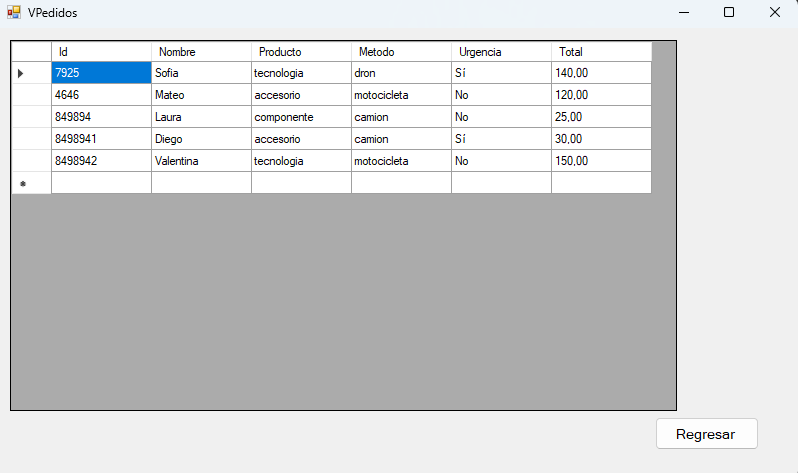 VPedidos
Id Nombre Producto Metodo Urgencia Total
7925 Sofia tecnologia dron Sí 140,00
4646 Mateo accesorio motocicleta No 120,00
849894 Laura componente camion No 25,00
8498941 Diego accesorio camion Sí 30,00
8498942 Valentina tecnologia motocicleta No 150,00
Regresar